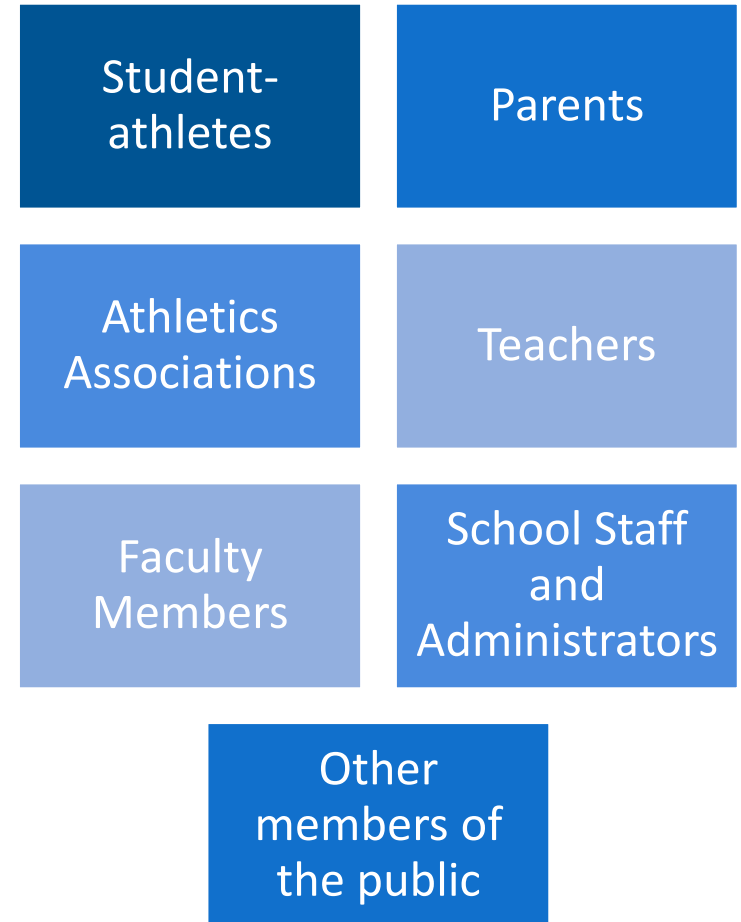 Student-
athletes
Parents
Athletics
Associations
Teachers
Faculty
Members
School Staff
and
Administrators
Other
members of
the public